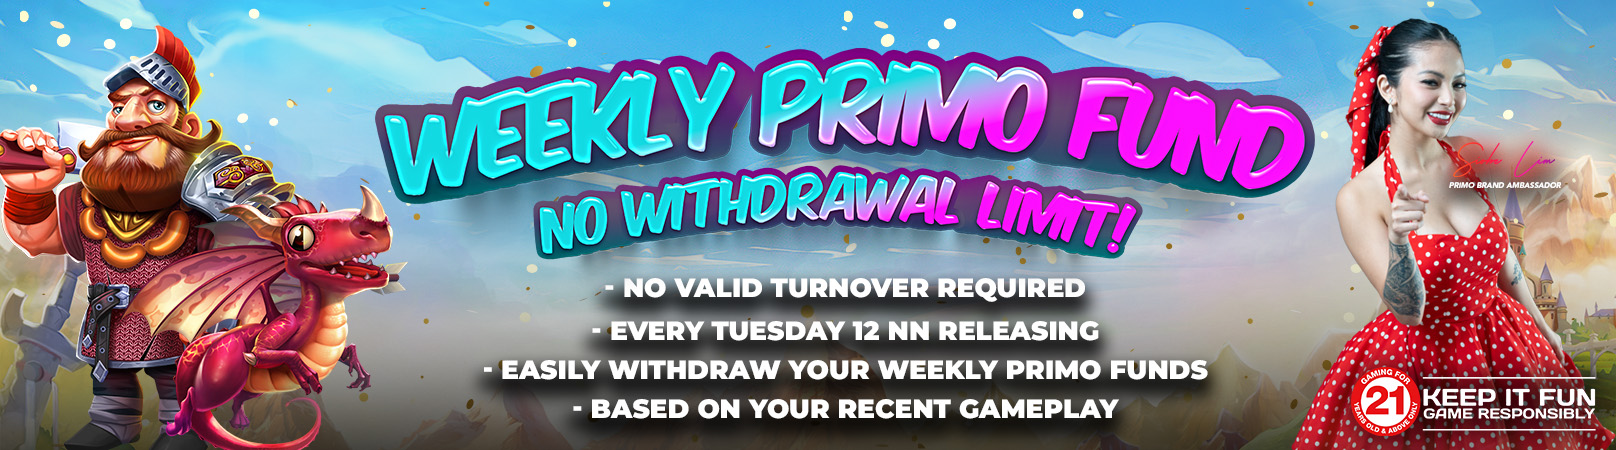 WEEKLY PRIMO FUND
NO WITHDRAWAL LIMIT!
- NO VALID TURNOVER REQUIRED
- EVERY TUESDAY 12 NN RELEASING
- EASILY WITHDRAW YOUR WEEKLY PRIMO FUNDS
- BASED ON YOUR RECENT GAMEPLAY
Lim
PRIMO BRAND AMBASSADOR
GAMING FOR
21
YEARS OLD & ABOVE ONLY
KEEP IT FUN
GAME RESPONSIBLY